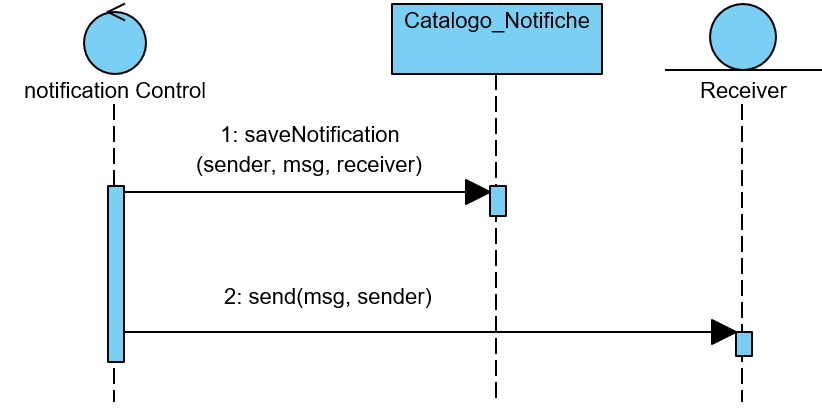 Catalogo_Notifiche
notification Control
Receiver
1: saveNotification
(sender, msg, receiver)
2: send(msg, sender)